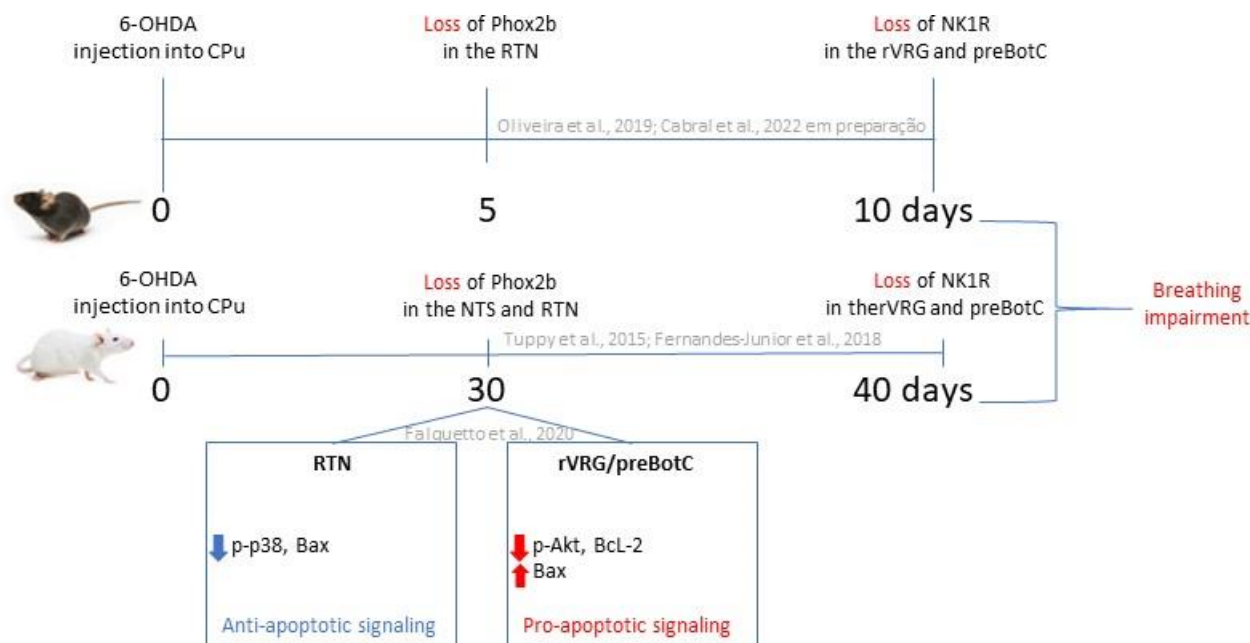 6-OHDA
injection into CPu
Loss of Phox2b
in the RTN
Loss of NK1R
in the rVRG and preBotC
Oliveira et al., 2019; Cabral et al., 2022 em preparação
0
5
10 days
6-OHDA
injection into CPu
Loss of Phox2b
in the NTS and RTN
Loss of NK1R
in therVRG and preBotC
Breathing
impairment
Tuppy et al., 2015; Fernandes-Junior et al., 2018
0
30
40 days
Falquetto et al., 2020
RTN
p-p38, Bax
Anti-apoptotic signaling
rVRG/preBotC
p-Akt, BcL-2
Bax
Pro-apoptotic signaling